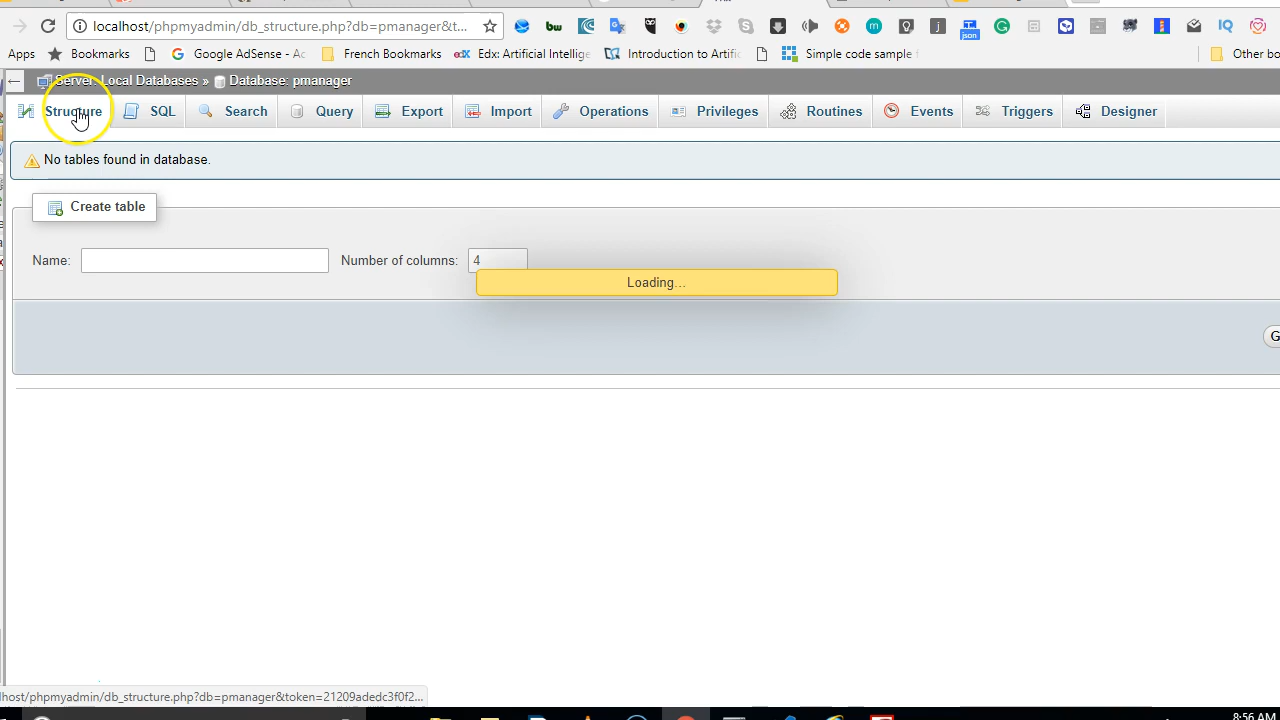 localhost/phpmyadmin/db_structure.php?db=pmanager&t...
Apps Bookmarks Google AdSense - Ac French Bookmarks edX Edx: Artificial Intellige Introduction to Artific Simple code sample f Other bo
Server: Local Databases » Database: pmanager
Structure SQL Search Query Export Import Operations Privileges Routines Events Triggers Designer
No tables found in database.
Create table
Name: Number of columns: 4
Loading...
G
lhost/phpmyadmin/db_structure.php?db=pmanager&token=21209adedc3f0f2...
8:56 AM